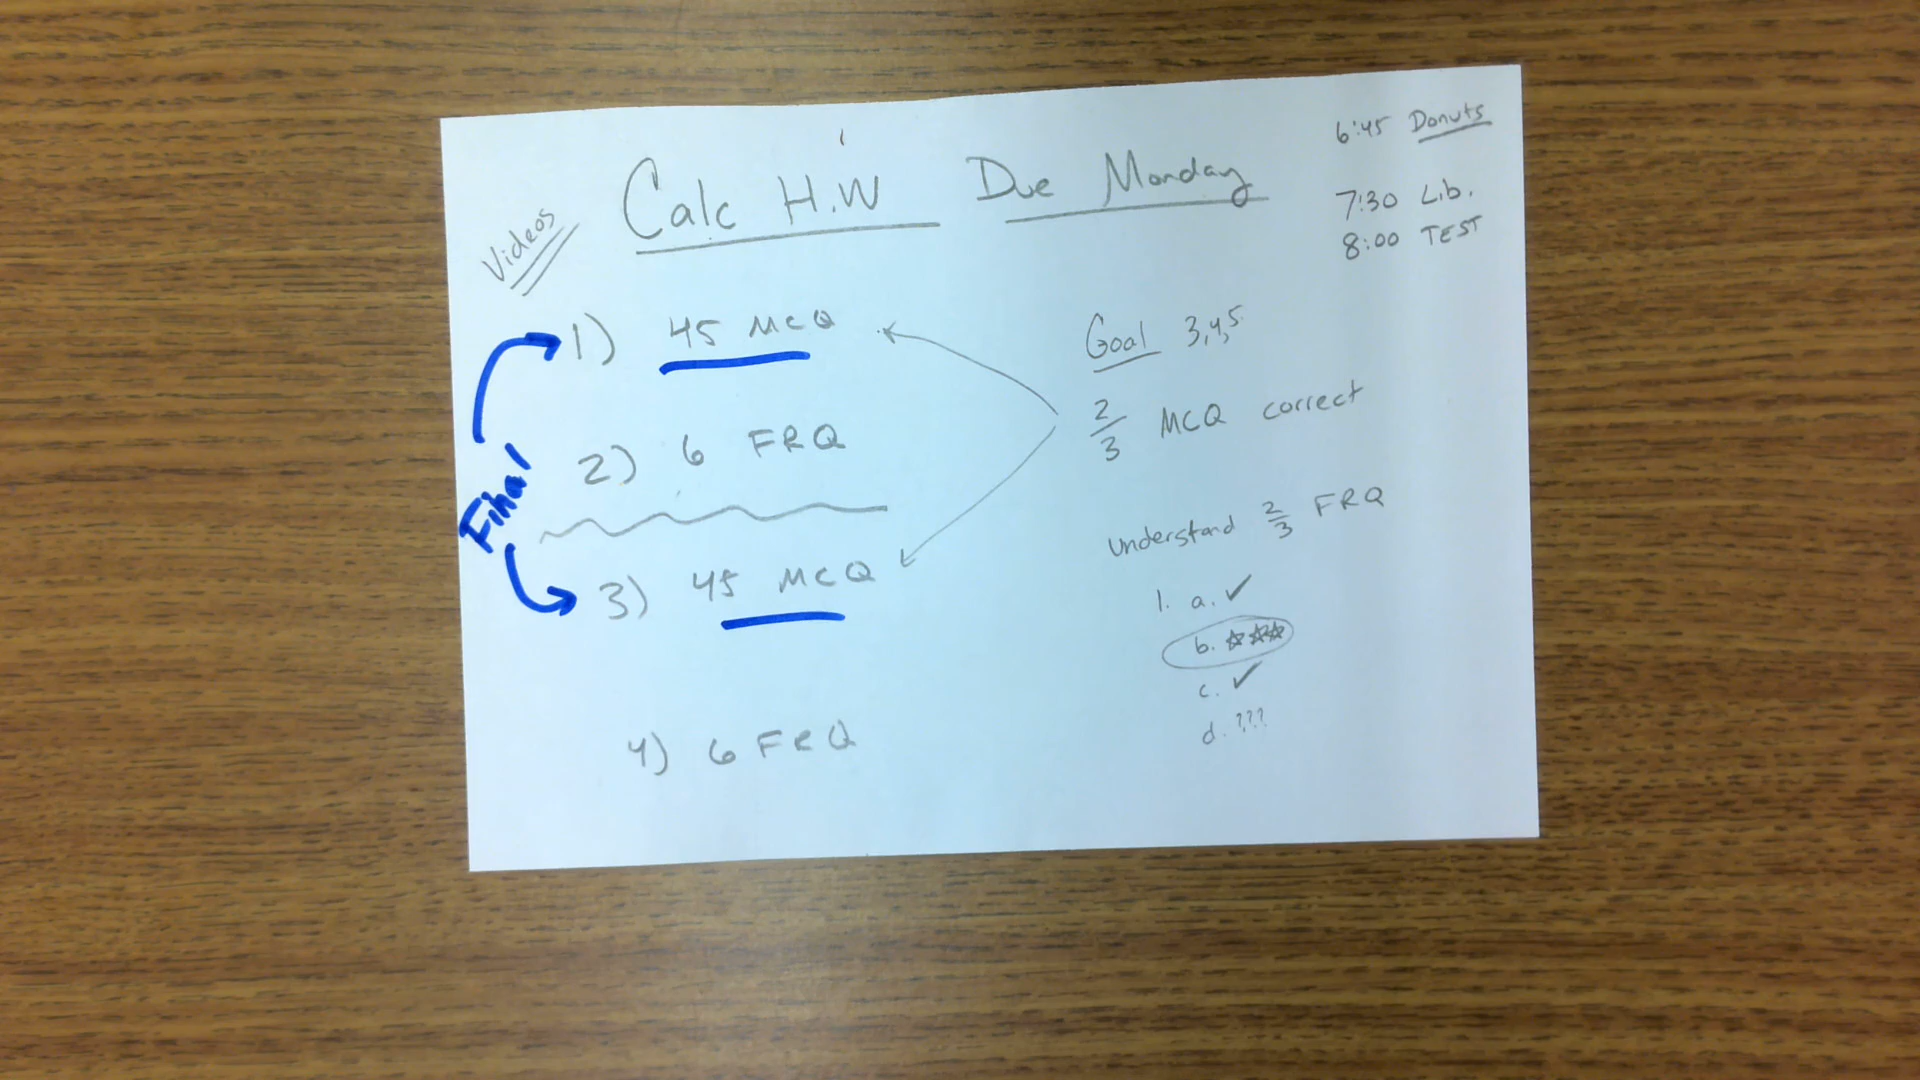 Calc H.W Due Monday
6:45 Donuts
7:30 Lib.
8:00 TEST
Videos
1) 45 MCQ
2) 6 FRQ
Final
3) 45 MCQ
4) 6 FRQ
Goal 3,4,5
2/3 MCQ correct
understand 2/3 FRQ
1. a. ✓
b. ☆☆☆
c. ✓
d. ???